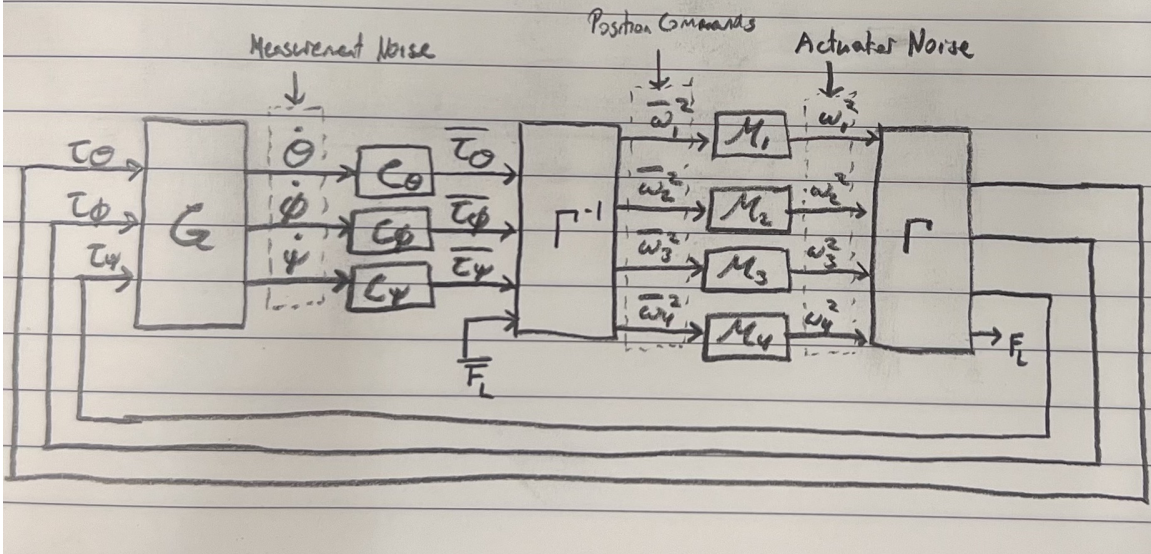 Position Commands
Measurement Noise
Actuator Noise
τθ
τφ
τψ
G
θ̇
φ̇
ψ̇
Cθ
Cφ
Cψ
τ̅θ
τ̅φ
τ̅ψ
F̅L
Γ⁻¹
ω̅₁²
ω̅₂²
ω̅₃²
ω̅₄²
M₁
M₂
M₃
M₄
ω₁²
ω₂²
ω₃²
ω₄²
Γ
FL